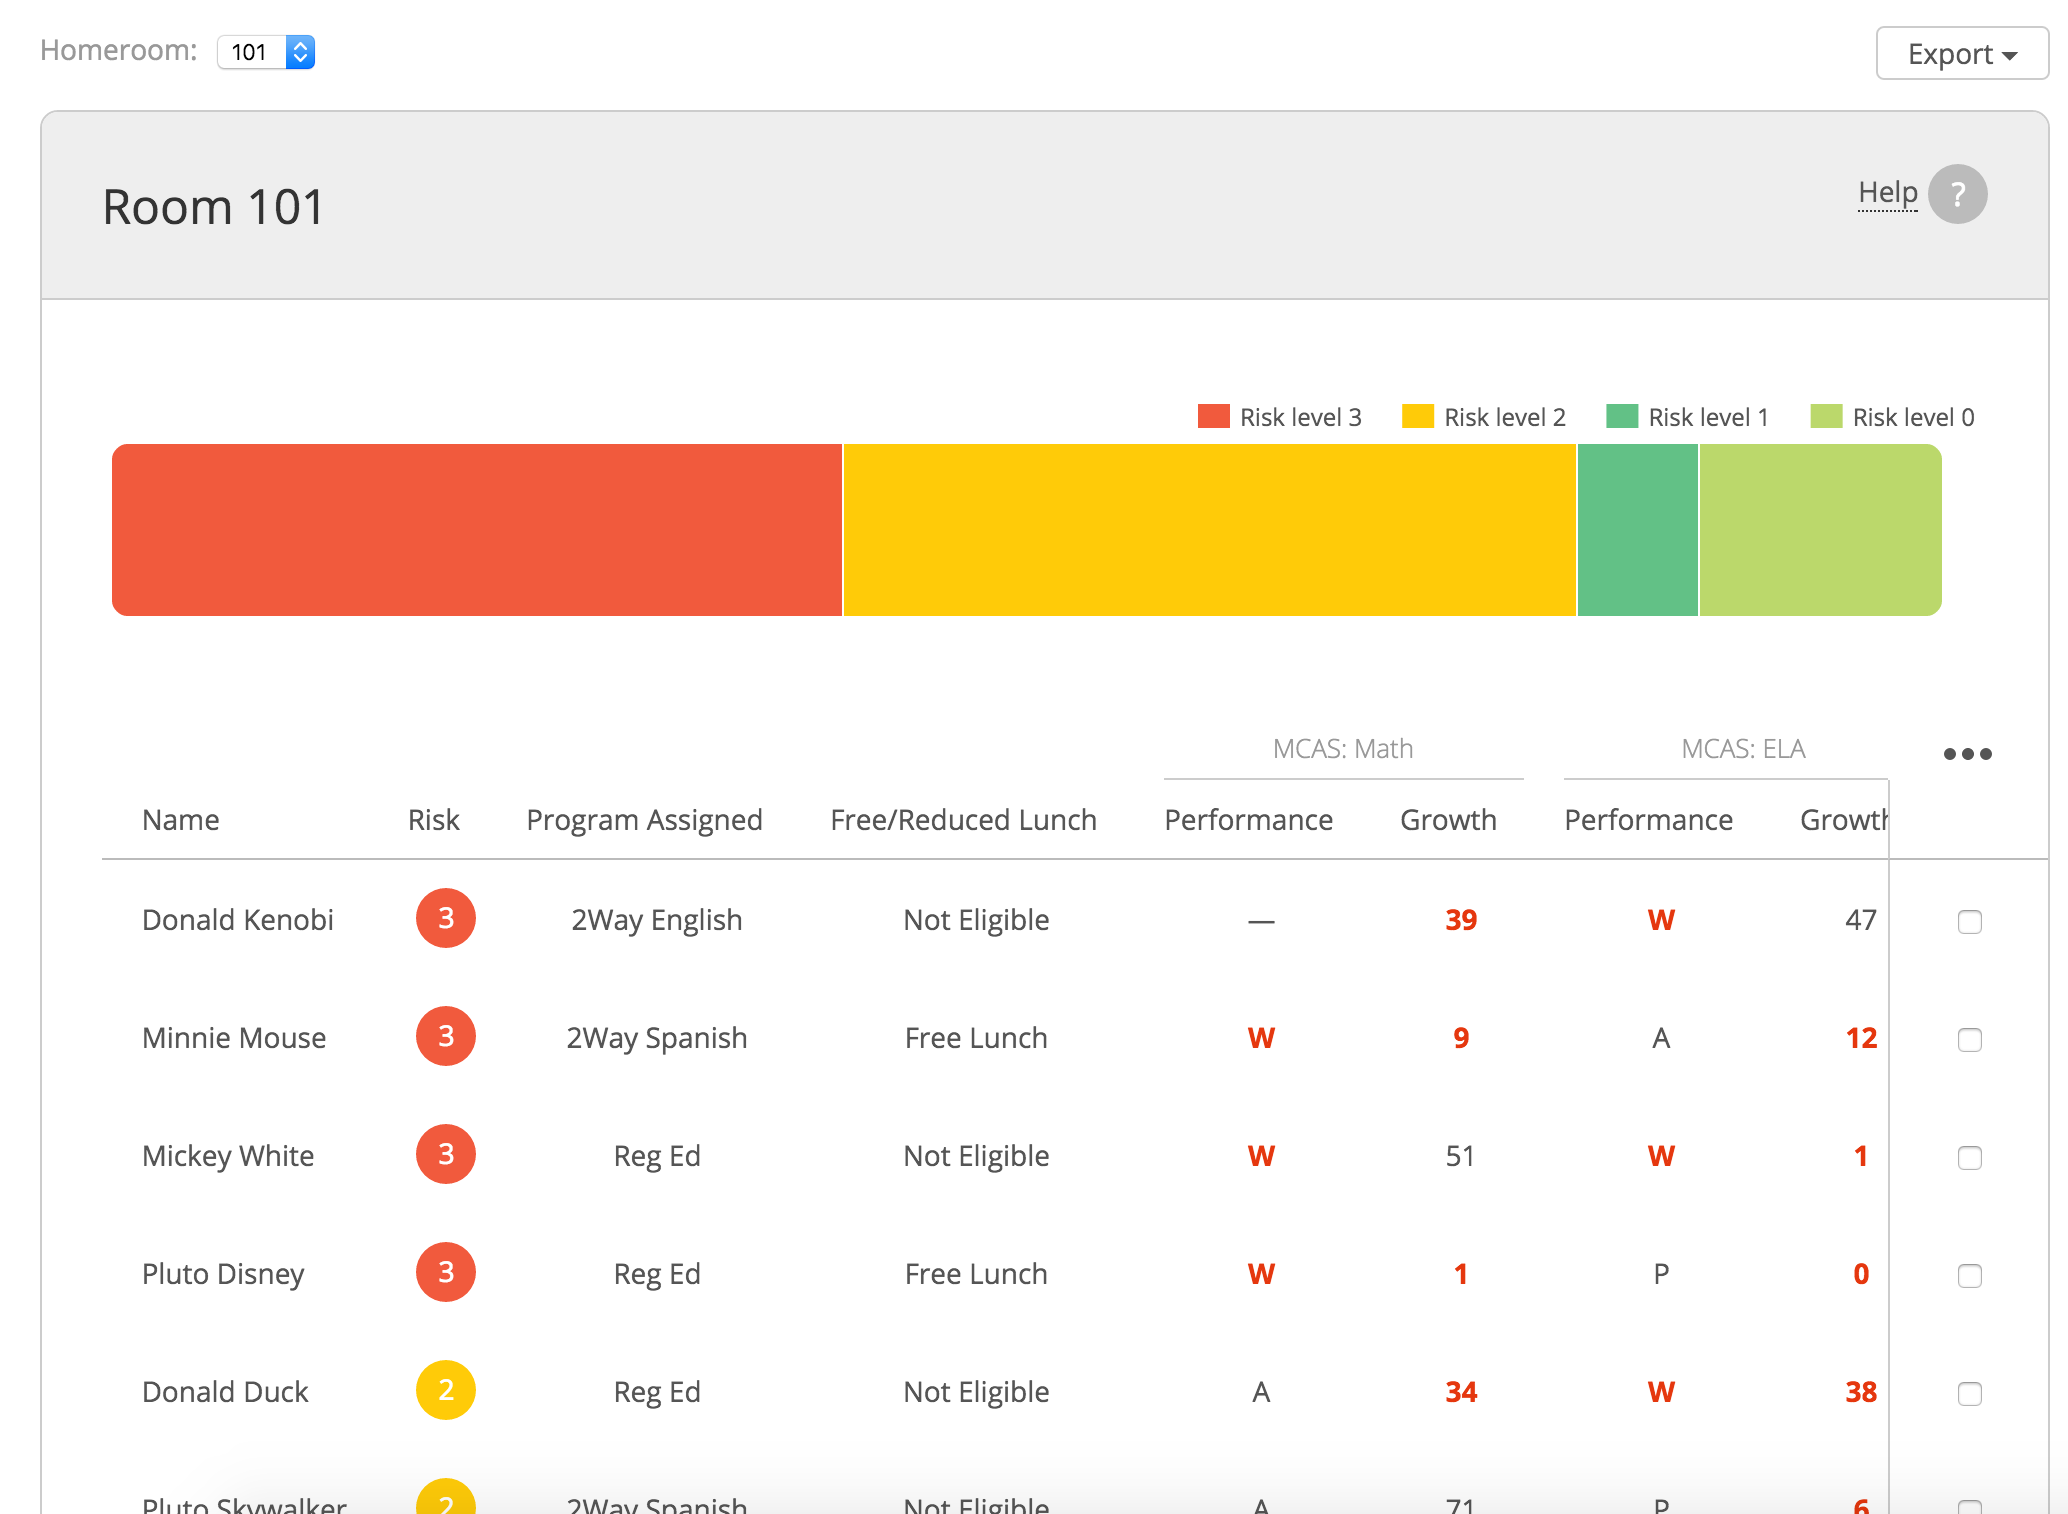 Homeroom: 101 Export
Room 101 Help ?
Risk level 3 Risk level 2 Risk level 1 Risk level 0
MCAS: Math MCAS: ELA
Name Risk Program Assigned Free/Reduced Lunch Performance Growth Performance Growth
Donald Kenobi 3 2Way English Not Eligible — 39 W 47
Minnie Mouse 3 2Way Spanish Free Lunch W 9 A 12
Mickey White 3 Reg Ed Not Eligible W 51 W 1
Pluto Disney 3 Reg Ed Free Lunch W 1 P 0
Donald Duck 2 Reg Ed Not Eligible A 34 W 38
Pluto Skywalker 2 2Way Spanish Not Eligible A 71 P 6